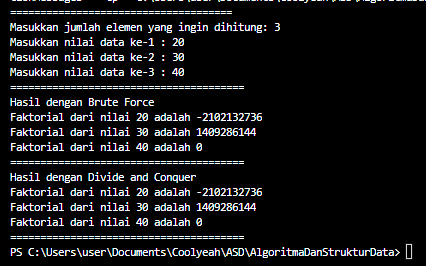 ========================================
Masukkan jumlah elemen yang ingin dihitung: 3
Masukkan nilai data ke-1 : 20
Masukkan nilai data ke-2 : 30
Masukkan nilai data ke-3 : 40
========================================
Hasil dengan Brute Force
Faktorial dari nilai 20 adalah -2102132736
Faktorial dari nilai 30 adalah 1409286144
Faktorial dari nilai 40 adalah 0
========================================
Hasil dengan Divide and Conquer
Faktorial dari nilai 20 adalah -2102132736
Faktorial dari nilai 30 adalah 1409286144
Faktorial dari nilai 40 adalah 0
========================================
PS C:\Users\user\Documents\Coolyeah\ASD\AlgoritmaDanStrukturData>